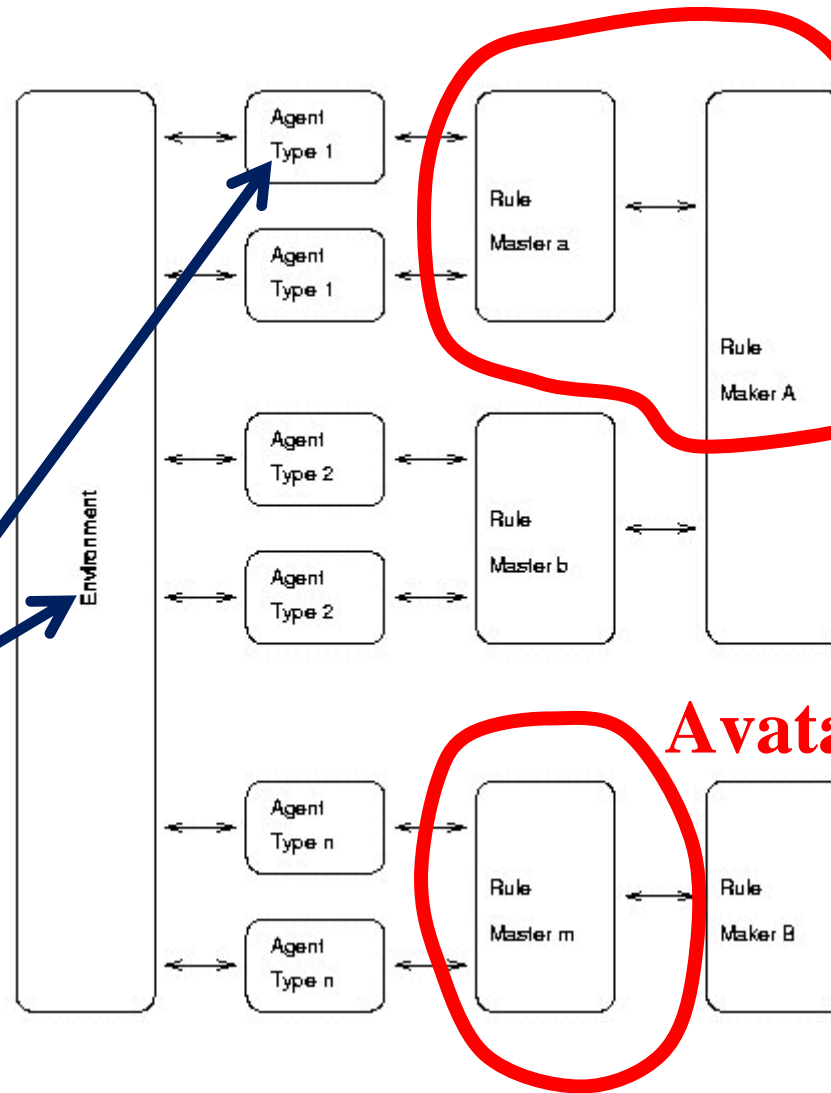 Environment
Agent
Type 1
Agent
Type 1
Agent
Type 2
Agent
Type 2
Agent
Type n
Agent
Type n
Rule
Master a
Rule
Master b
Rule
Master m
Rule
Maker A
Avata
Rule
Maker B